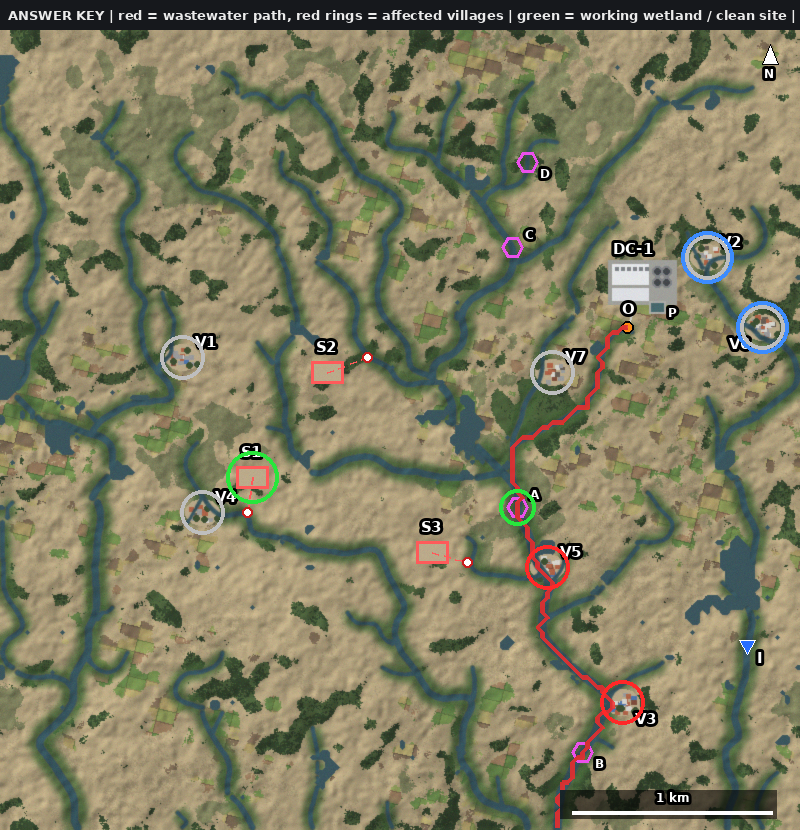 ANSWER KEY | red = wastewater path, red rings = affected villages | green = working wetland / clean site |
N
D
C
V2
DC-1
O
P
V1
S2
V7
S1
V4
A
S3
V5
I
V3
B
1 km